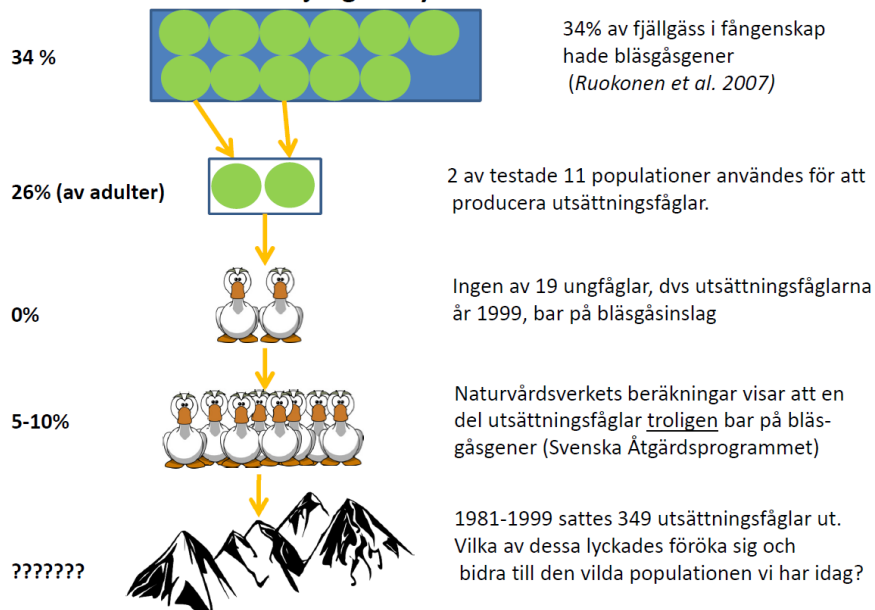 34 %
34% av fjällgäss i fångenskap
hade bläsgåsgener
(Ruokonen et al. 2007)
26% (av adulter)
2 av testade 11 populationer användes för att
producera utsättningsfåglar.
0%
Ingen av 19 ungfåglar, dvs utsättningsfåglarna
år 1999, bar på bläsgåsinslag
5-10%
Naturvårdsverkets beräkningar visar att en
del utsättningsfåglar troligen bar på bläs-
gåsgener (Svenska Åtgärdsprogrammet)
???????
1981-1999 sattes 349 utsättningsfåglar ut.
Vilka av dessa lyckades föröka sig och
bidra till den vilda populationen vi har idag?